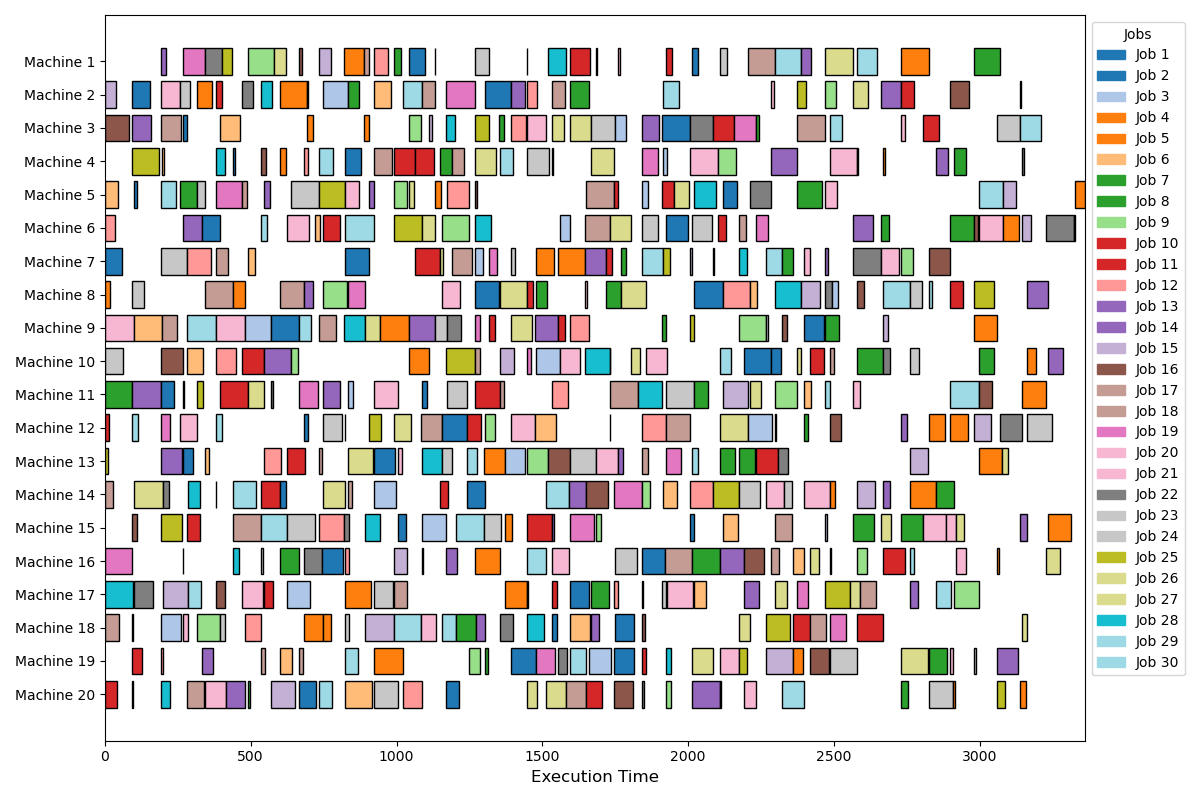 Machine 1
Machine 2
Machine 3
Machine 4
Machine 5
Machine 6
Machine 7
Machine 8
Machine 9
Machine 10
Machine 11
Machine 12
Machine 13
Machine 14
Machine 15
Machine 16
Machine 17
Machine 18
Machine 19
Machine 20
0 500 1000 1500 2000 2500 3000
Execution Time
Jobs
Job 1
Job 2
Job 3
Job 4
Job 5
Job 6
Job 7
Job 8
Job 9
Job 10
Job 11
Job 12
Job 13
Job 14
Job 15
Job 16
Job 17
Job 18
Job 19
Job 20
Job 21
Job 22
Job 23
Job 24
Job 25
Job 26
Job 27
Job 28
Job 29
Job 30